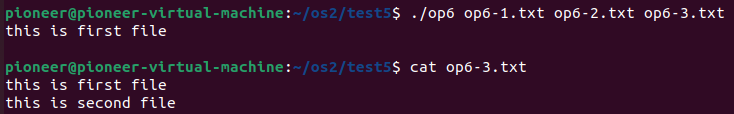 pioneer@pioneer-virtual-machine:~/os2/test5$ ./op6 op6-1.txt op6-2.txt op6-3.txt
this is first file
pioneer@pioneer-virtual-machine:~/os2/test5$ cat op6-3.txt
this is first file
this is second file